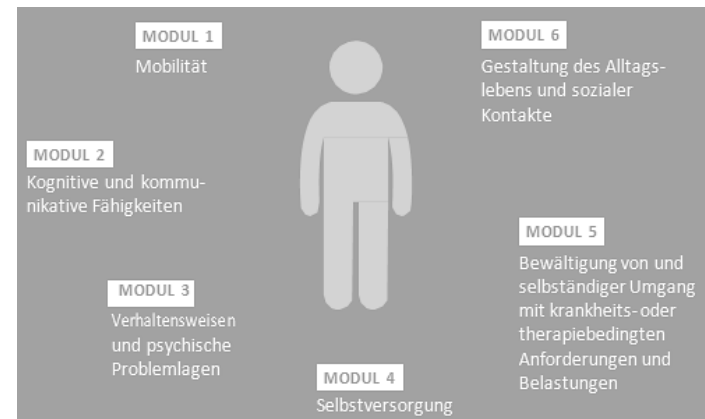 MODUL 1
Mobilität
MODUL 2
Kognitive und kommu-
nikative Fähigkeiten
MODUL 3
Verhaltensweisen
und psychische
Problemlagen
MODUL 4
Selbstversorgung
MODUL 5
Bewältigung von und
selbständiger Umgang
mit krankheits- oder
therapiebedingten
Anforderungen und
Belastungen
MODUL 6
Gestaltung des Alltags-
lebens und sozialer
Kontakte